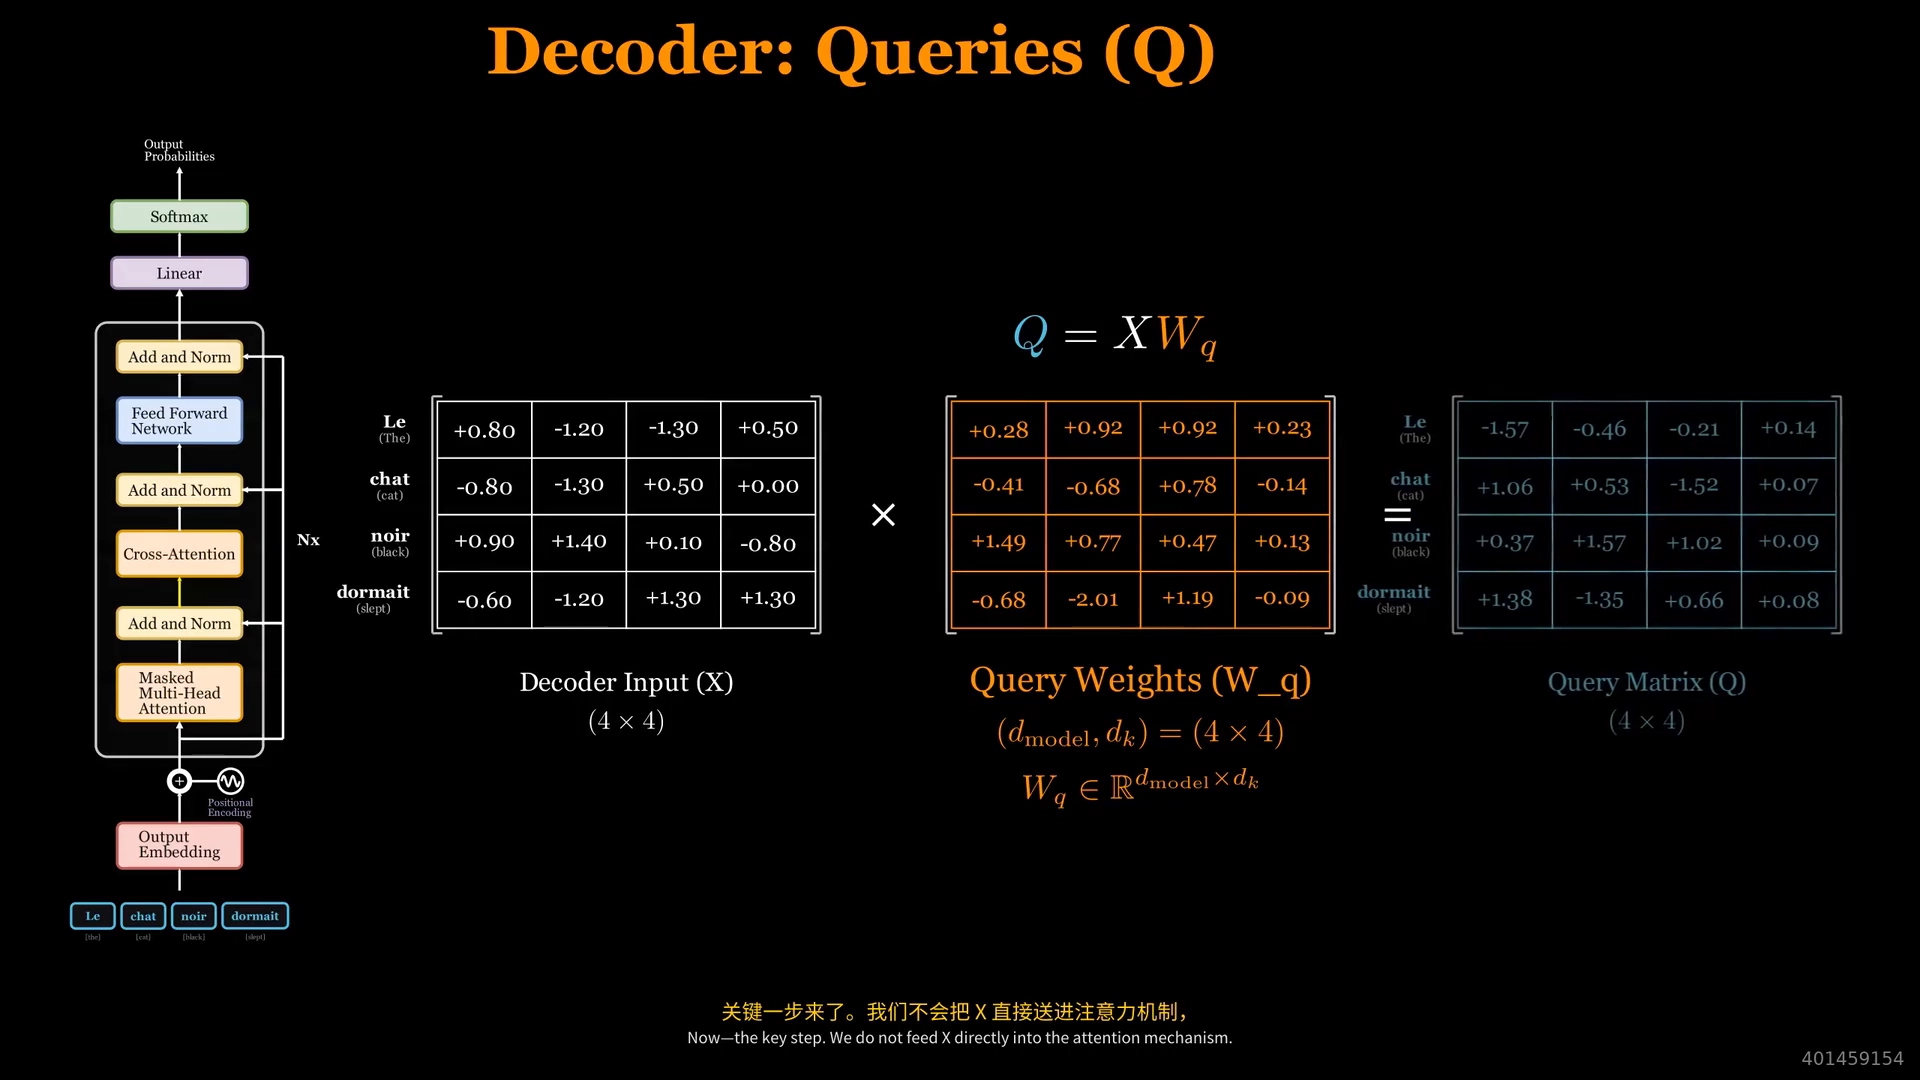 Decoder: Queries (Q)
Output
Probabilities
Softmax
Linear
Add and Norm
Feed Forward
Network
Add and Norm
Cross-Attention
Nx
Add and Norm
Masked
Multi-Head
Attention
Positional
Encoding
Output
Embedding
Le chat noir dormait
[the] [cat] [black] [slept]
Q = XW_q
Le
(The)
chat
(cat)
noir
(black)
dormait
(slept)
+0.80 -1.20 -1.30 +0.50
-0.80 -1.30 +0.50 +0.00
+0.90 +1.40 +0.10 -0.80
-0.60 -1.20 +1.30 +1.30
Decoder Input (X)
(4 × 4)
×
+0.28 +0.92 +0.92 +0.23
-0.41 -0.68 +0.78 -0.14
+1.49 +0.77 +0.47 +0.13
-0.68 -2.01 +1.19 -0.09
Query Weights (W_q)
(d_model, d_k) = (4 × 4)
W_q ∈ ℝ^{d_model × d_k}
=
Le
(The)
chat
(cat)
noir
(black)
dormait
(slept)
-1.57 -0.46 -0.21 +0.14
+1.06 +0.53 -1.52 +0.07
+0.37 +1.57 +1.02 +0.09
+1.38 -1.35 +0.66 +0.08
Query Matrix (Q)
(4 × 4)
关键一步来了。我们不会把 X 直接送进注意力机制，
Now—the key step. We do not feed X directly into the attention mechanism.
401459154